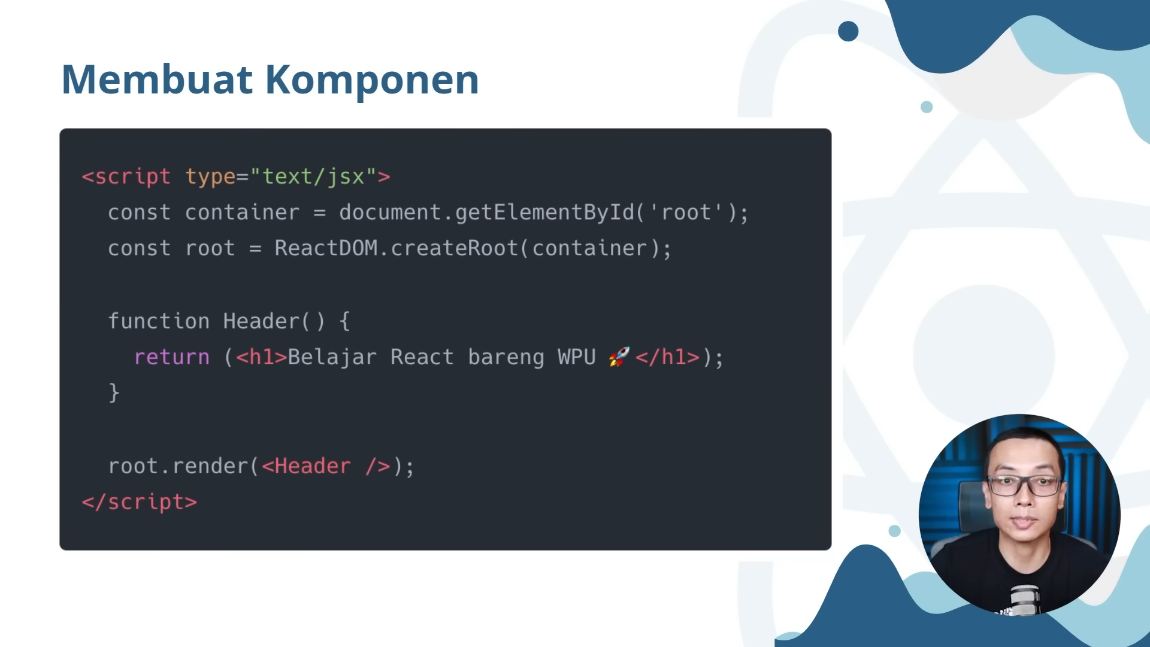 Membuat Komponen
<script type="text/jsx">
const container = document.getElementById('root');
const root = ReactDOM.createRoot(container);
function Header() {
return (<h1>Belajar React bareng WPU 🚀</h1>);
}
root.render(<Header />);
</script>